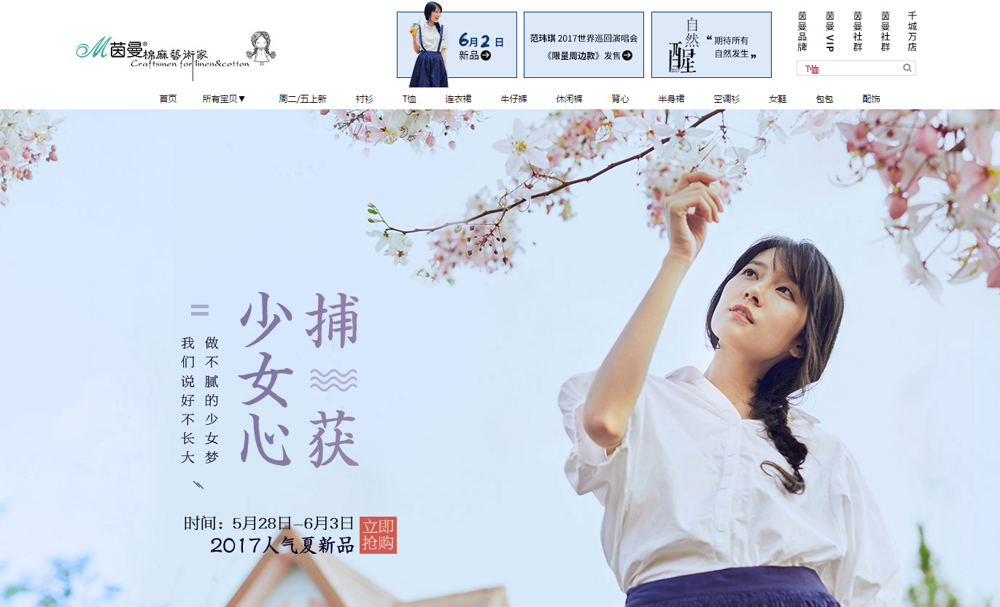 茵曼®棉麻藝術家
Craftsmen for linen&cotton
6月2日
新品
范玮琪 2017世界巡回演唱会
《限量周边款》发售
自然
醒
2017
“期待所有
自然发生”
茵曼品牌
茵曼VIP
茵曼社群
茵曼社群
千城万店
T恤
首页 所有宝贝▼ 周二/五上新 衬衫 T恤 连衣裙 牛仔裤 休闲裤 背心 半身裙 空调衫 女鞋 包包 配饰
捕获
少女心
做不腻的少女梦
我们说好不长大
时间：5月28日-6月3日
2017人气夏新品
立即
抢购